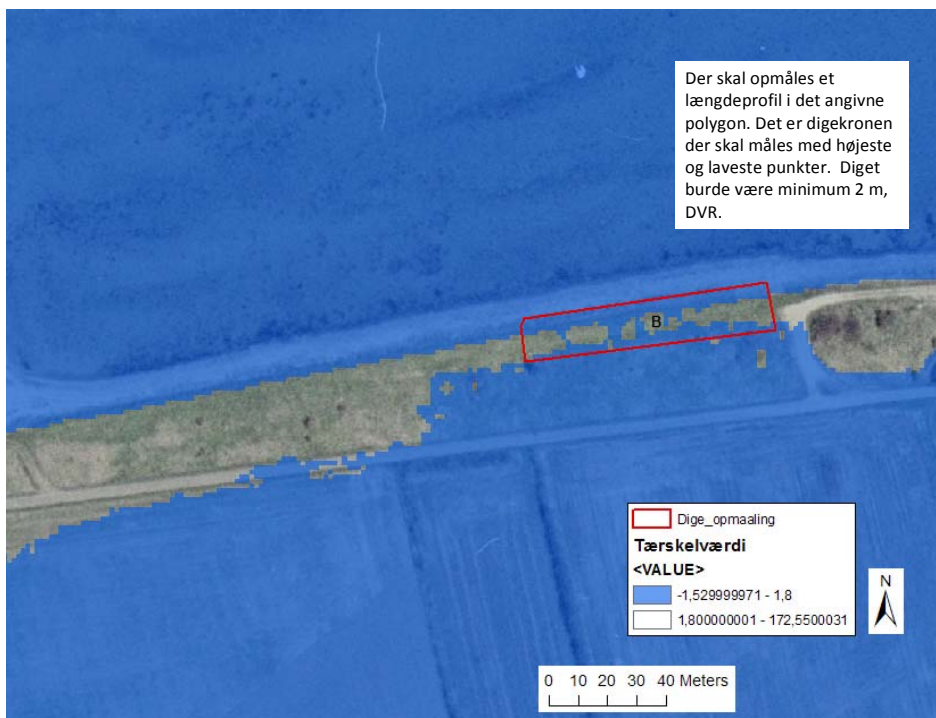 Der skal opmåles et
længdeprofil i det angivne
polygon. Det er digekronen
der skal måles med højeste
og laveste punkter.  Diget
burde være minimum 2 m,
DVR.
B
Dige_opmaaling
Tærskelværdi
<VALUE>
-1,529999971 - 1,8
1,800000001 - 172,5500031
N
0 10 20 30 40 Meters